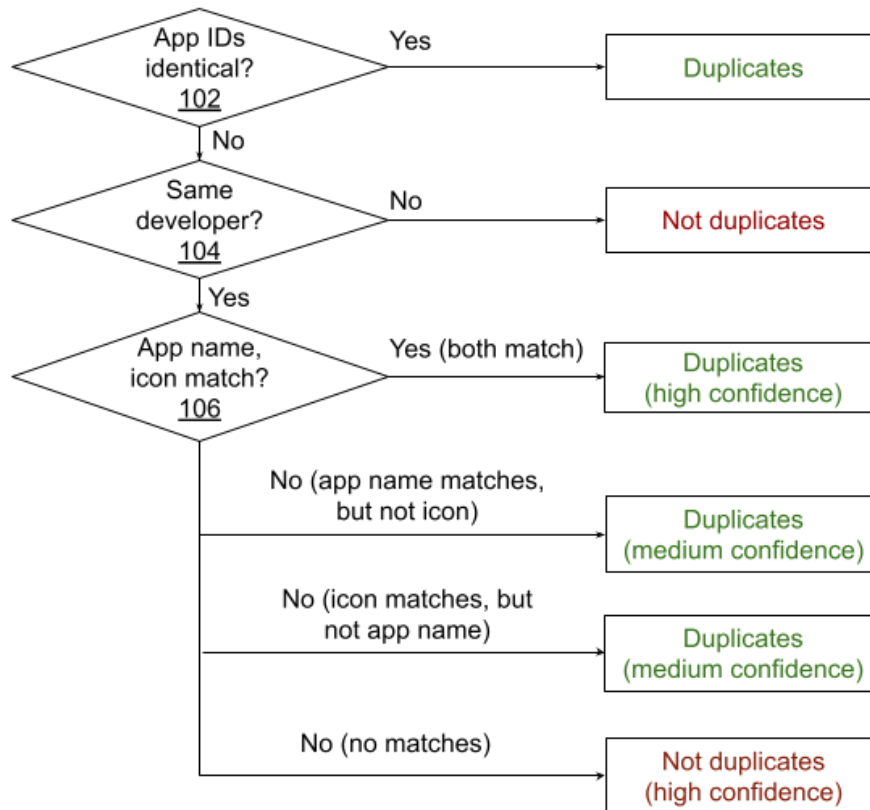 App IDs
identical?
102
Yes
Duplicates
No
Same
developer?
104
No
Not duplicates
Yes
App name,
icon match?
106
Yes (both match)
Duplicates
(high confidence)
No (app name matches,
but not icon)
Duplicates
(medium confidence)
No (icon matches, but
not app name)
Duplicates
(medium confidence)
No (no matches)
Not duplicates
(high confidence)